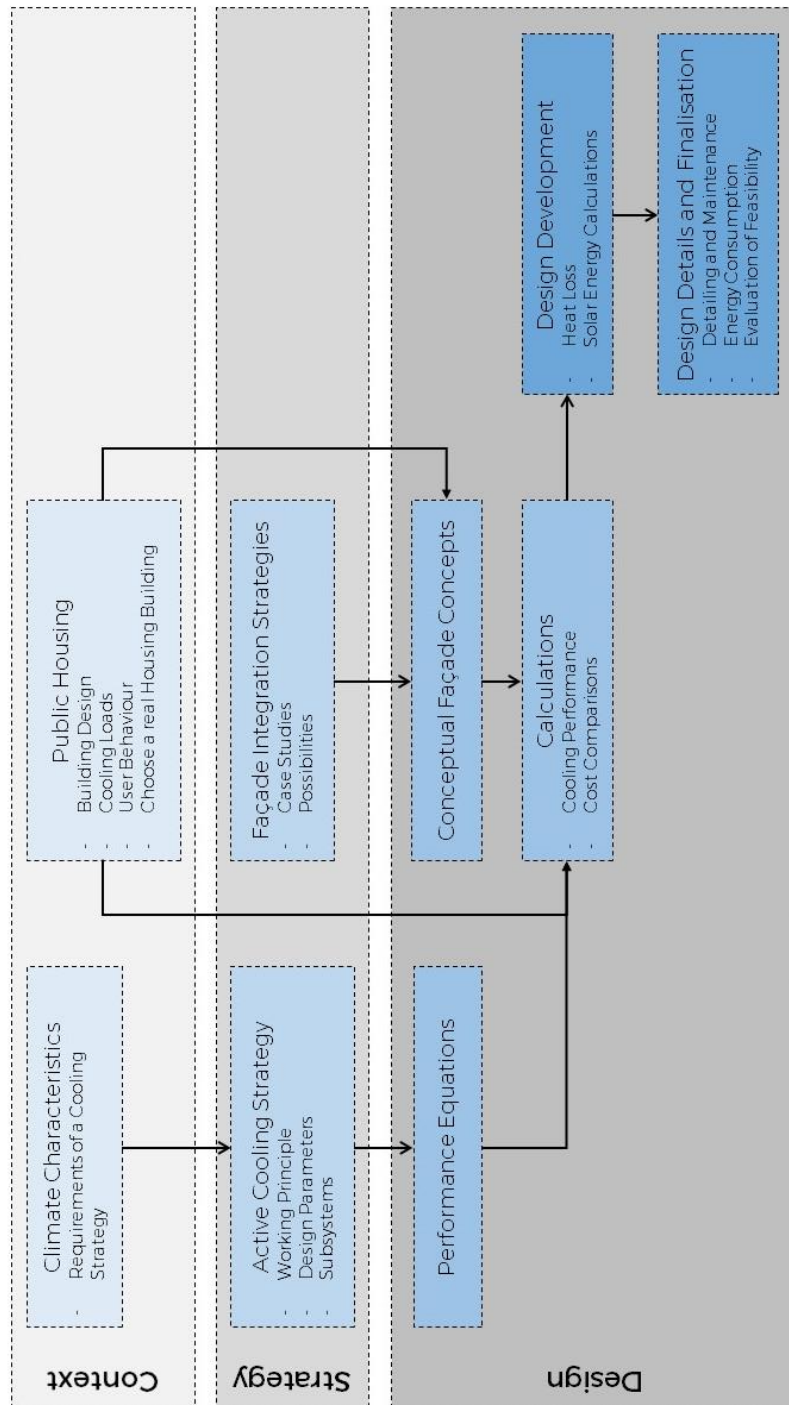 Context
Climate Characteristics
- Requirements of a Cooling
Strategy
Public Housing
- Building Design
- Cooling Loads
- User Behaviour
- Choose a real Housing Building
Strategy
Active Cooling Strategy
- Working Principle
- Design Parameters
- Subsystems
Façade Integration Strategies
- Case Studies
- Possibilities
Design
Performance Equations
Conceptual Façade Concepts
Calculations
- Cooling Performance
- Cost Comparisons
Design Development
- Heat Loss
- Solar Energy Calculations
Design Details and Finalisation
- Detailing and Maintenance
- Energy Consumption
- Evaluation of Feasibility